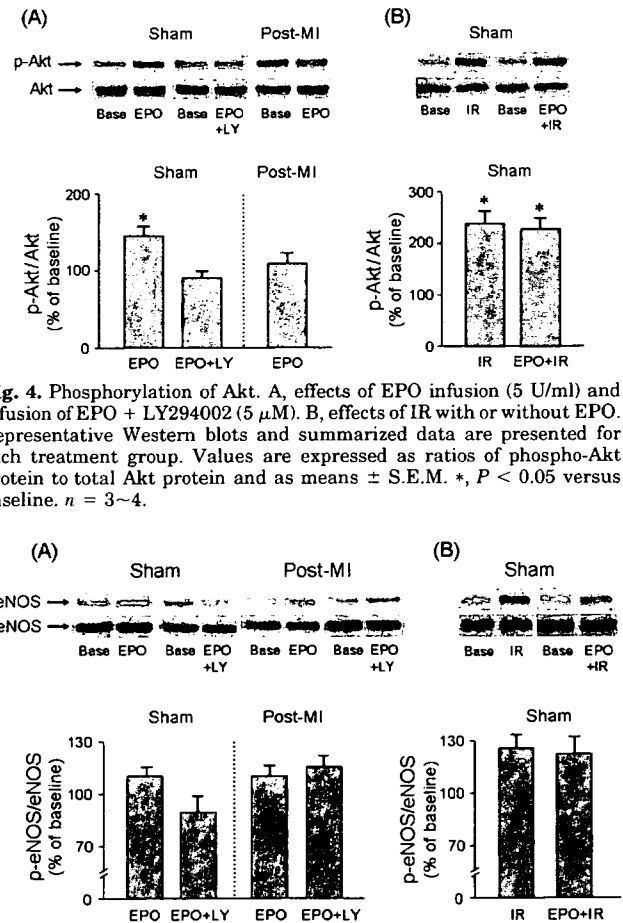 (A)
(B)
Sham Post-MI
Sham
p-Akt
Akt
Base EPO Base EPO +LY Base EPO
Base IR Base EPO +IR
Sham Post-MI
Sham
p-Akt/Akt (% of baseline)
200
100
0
EPO EPO+LY EPO
p-Akt/Akt (% of baseline)
300
200
100
0
IR EPO+IR
*
* *
ig. 4. Phosphorylation of Akt. A, effects of EPO infusion (5 U/ml) and
fusion of EPO + LY294002 (5 μM). B, effects of IR with or without EPO.
epresentative Western blots and summarized data are presented for
ch treatment group. Values are expressed as ratios of phospho-Akt
rotein to total Akt protein and as means ± S.E.M. *, P < 0.05 versus
seline. n = 3~4.
(A)
(B)
Sham Post-MI
Sham
eNOS
eNOS
Base EPO Base EPO +LY Base EPO Base EPO +LY
Base IR Base EPO +IR
Sham Post-MI
Sham
p-eNOS/eNOS (% of baseline)
130
100
70
0
EPO EPO+LY EPO EPO+LY
p-eNOS/eNOS (% of baseline)
130
100
70
0
IR EPO+IR